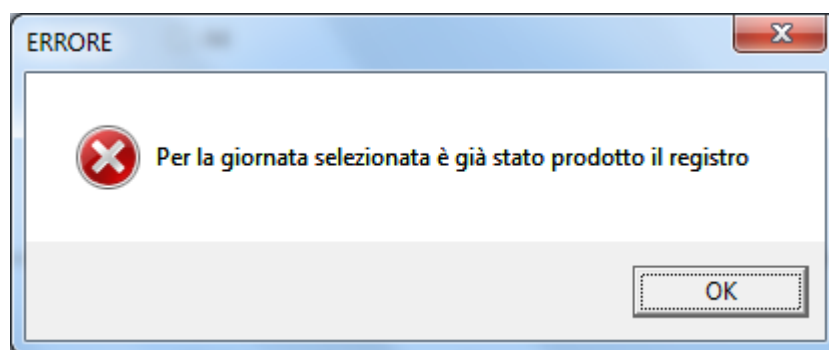 ERRORE
Per la giornata selezionata è già stato prodotto il registro
OK